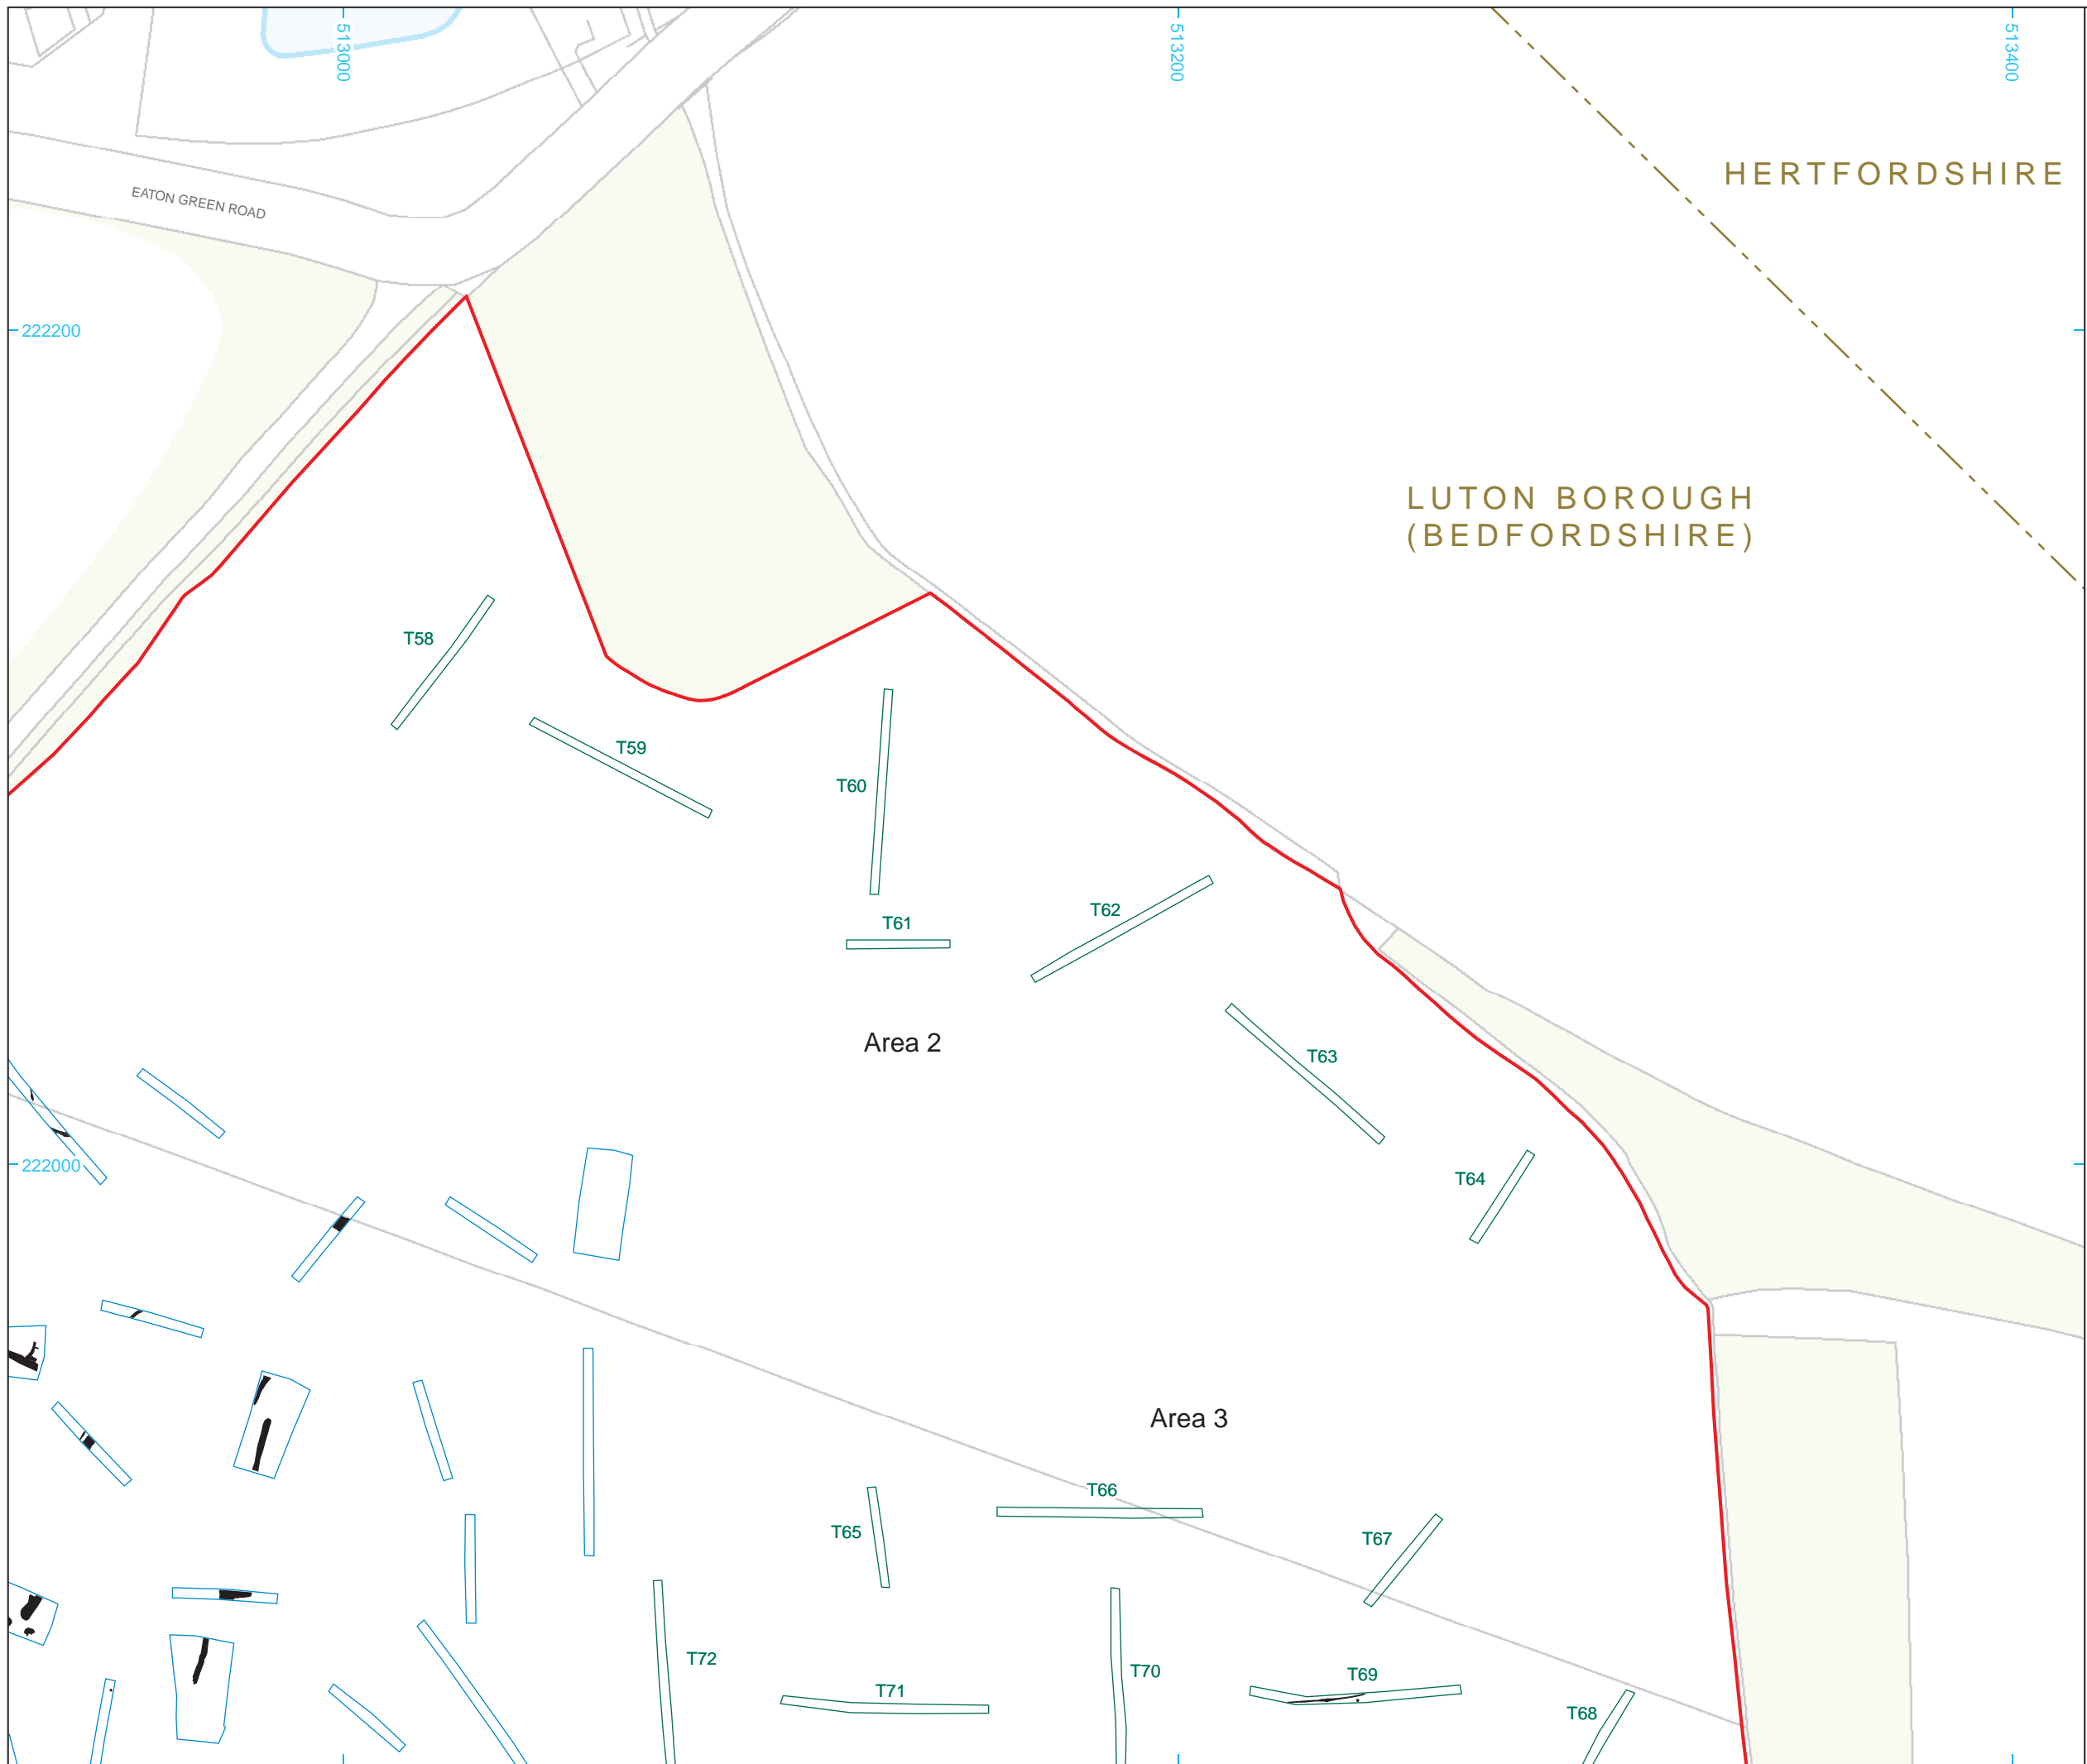 513000
513200
513400
HERTFORDSHIRE
EATON GREEN ROAD
222200
LUTON BOROUGH
(BEDFORDSHIRE)
T58
T59
T60
T61
T62
Area 2
T63
222000
T64
Area 3
T66
T65
T67
T72
T70
T69
T71
T68